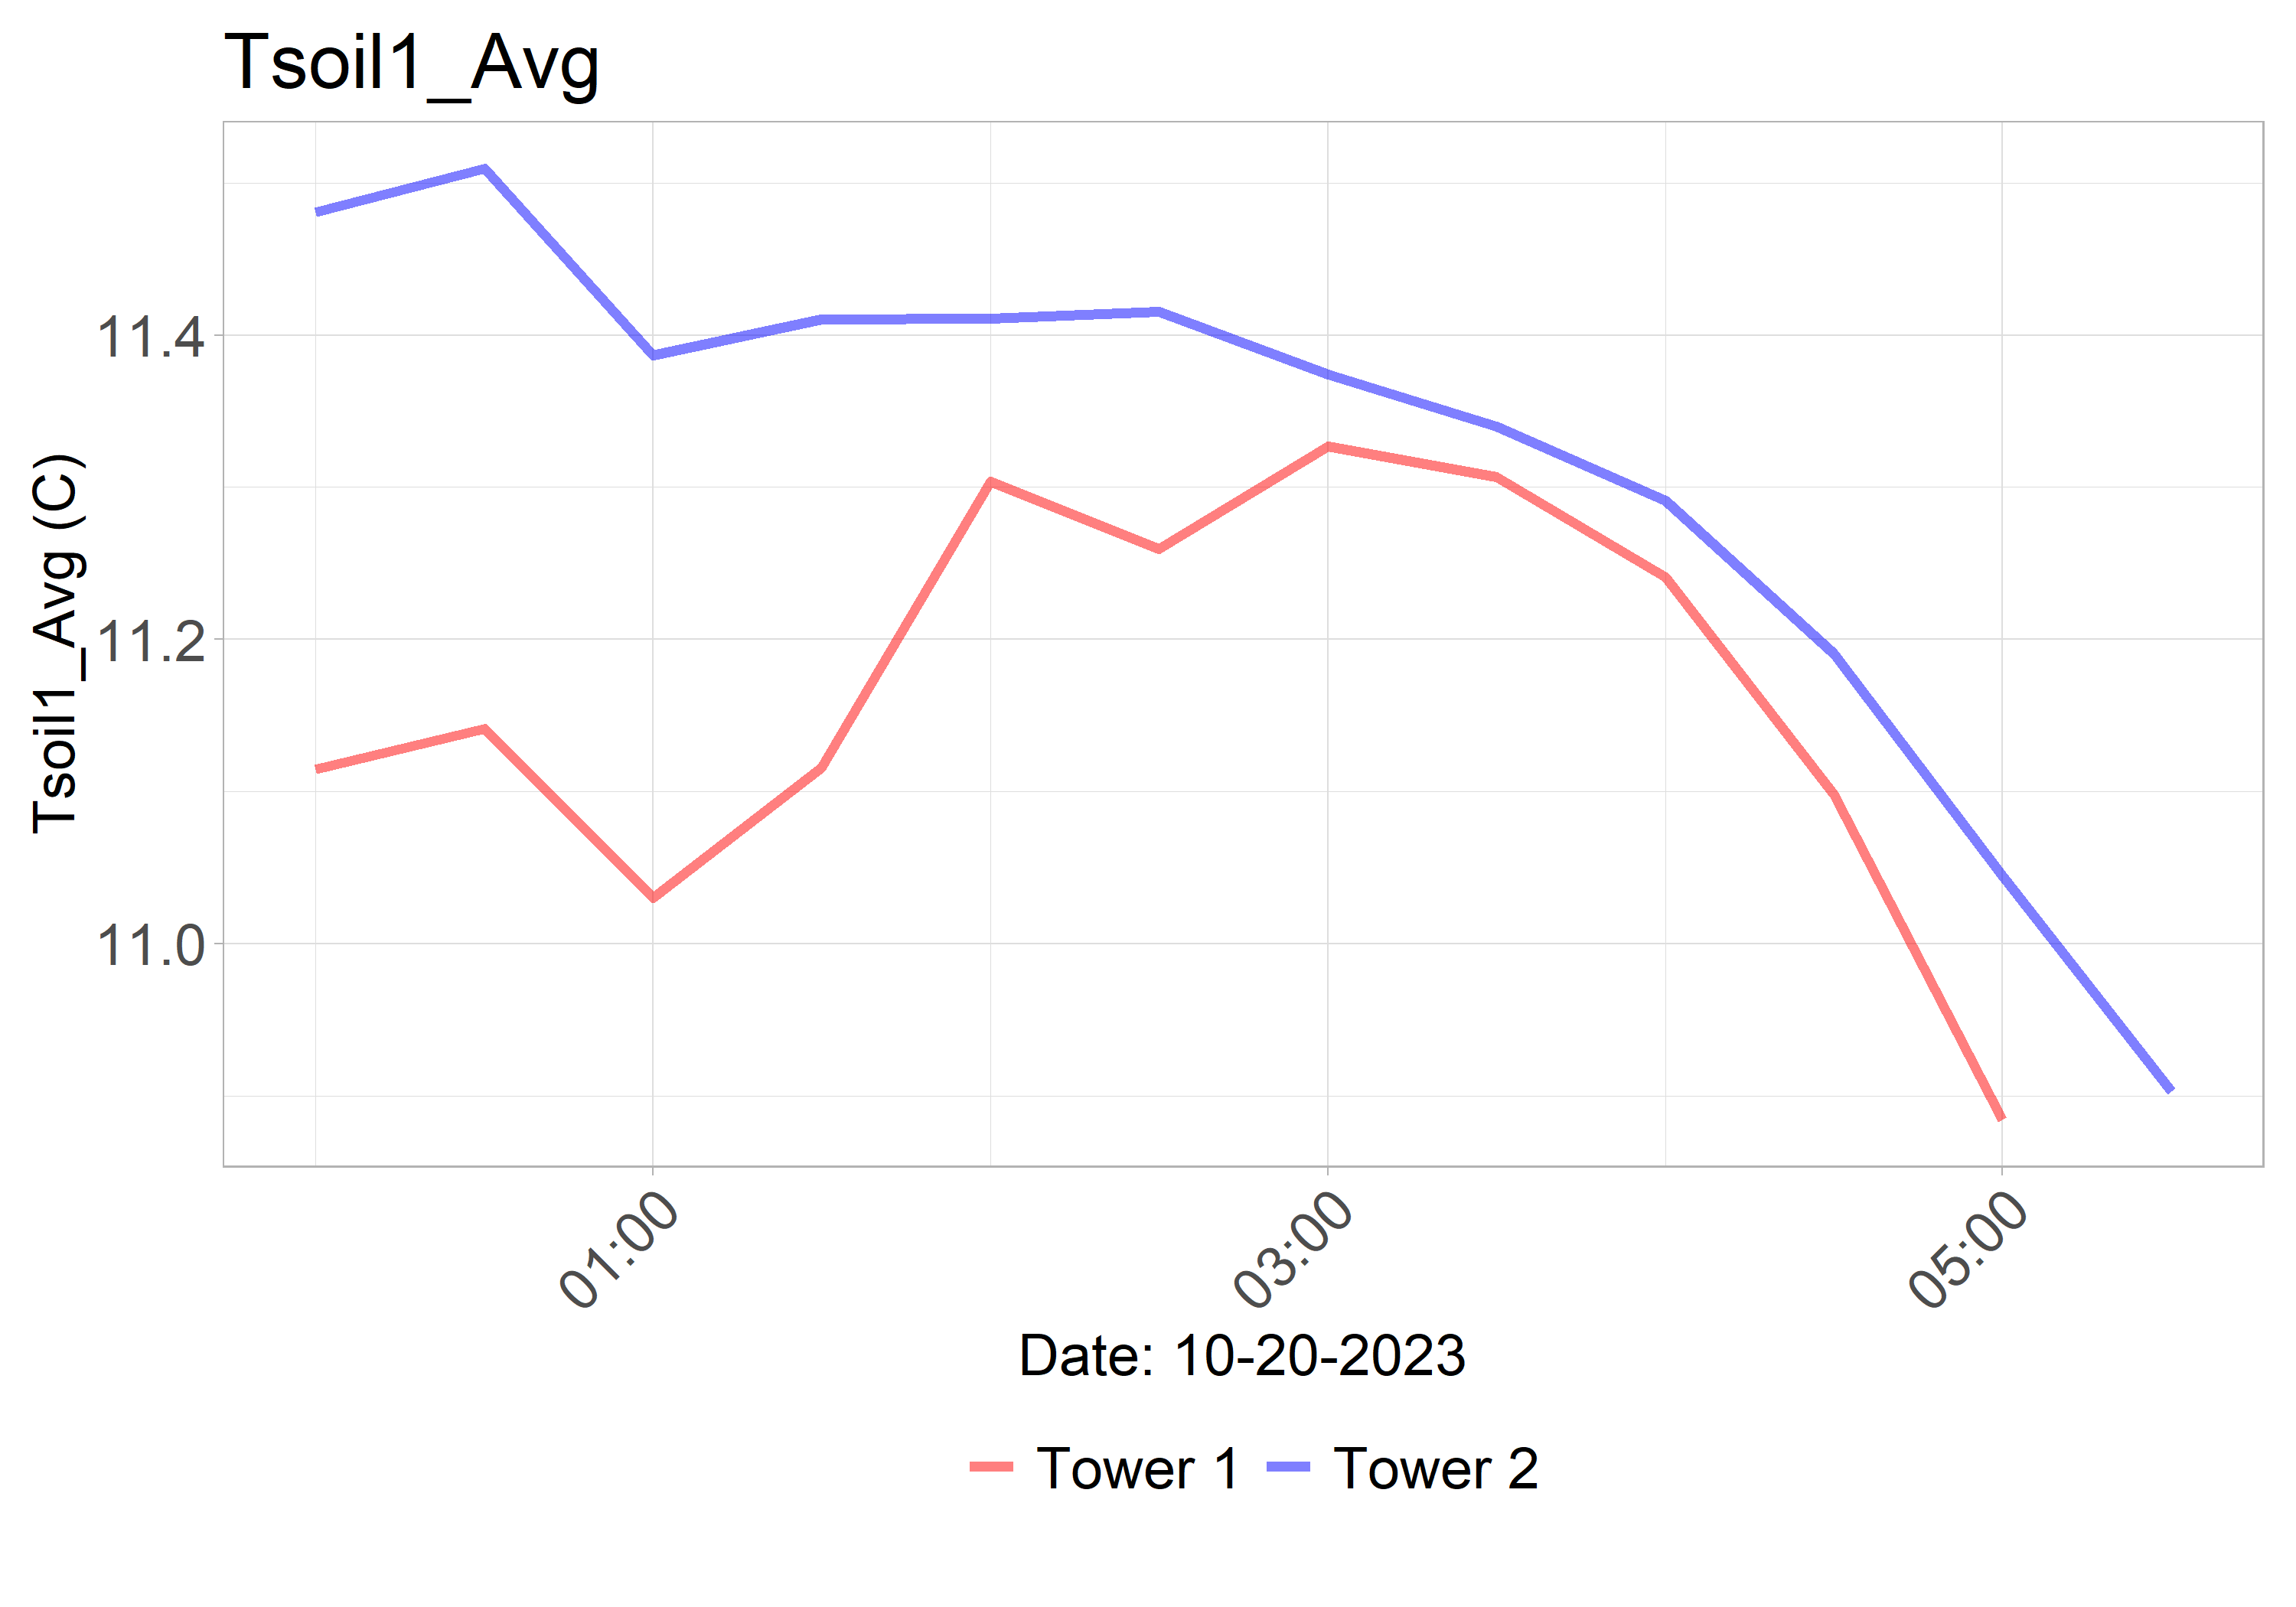 Tsoil1_Avg
Tsoil1_Avg (C)
11.4
11.2
11.0
01:00
03:00
05:00
Date: 10-20-2023
Tower 1
Tower 2